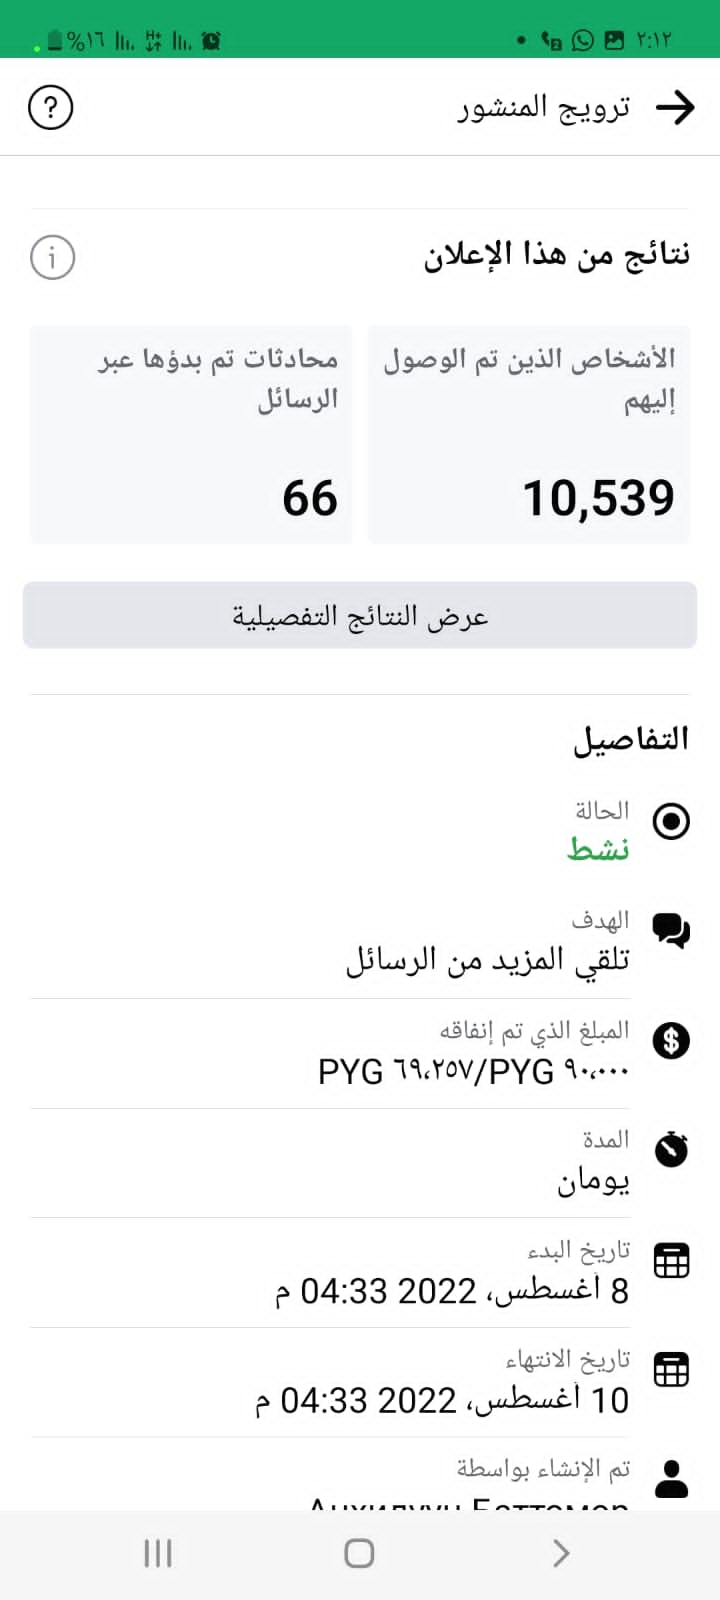 ٢:١٢
%١٦
ترويج المنشور
نتائج من هذا الإعلان
الأشخاص الذين تم الوصول
إليهم
10,539
محادثات تم بدؤها عبر
الرسائل
66
عرض النتائج التفصيلية
التفاصيل
الحالة
نشط
الهدف
تلقي المزيد من الرسائل
المبلغ الذي تم إنفاقه
PYG ٦٩،٢٥٧/PYG ٩٠،٠٠٠
المدة
يومان
تاريخ البدء
8 أغسطس، 2022 04:33 م
تاريخ الانتهاء
10 أغسطس، 2022 04:33 م
تم الإنشاء بواسطة